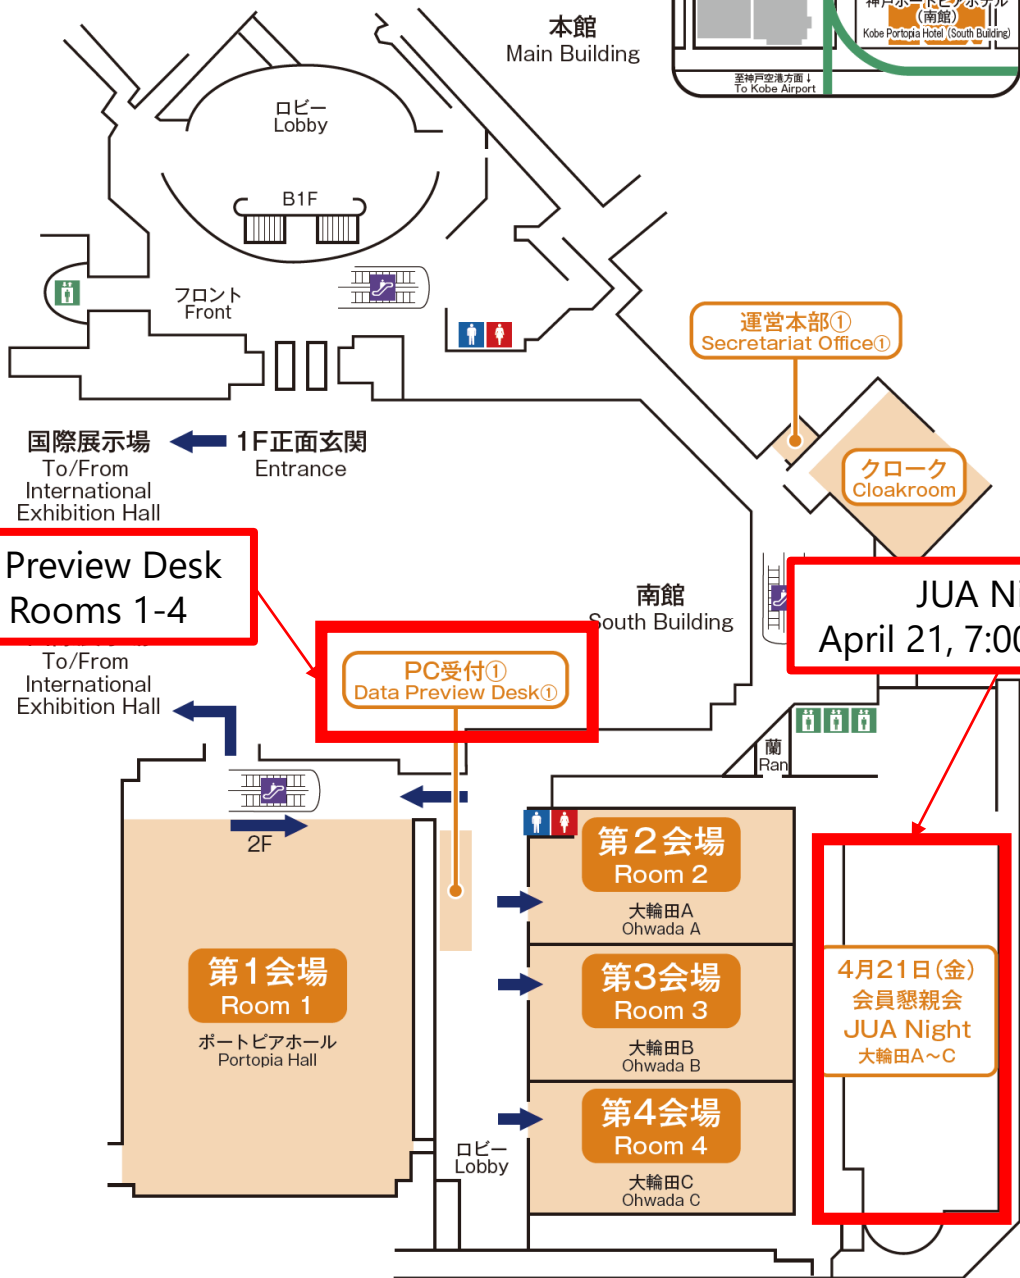 本館
Main Building
神戸ポートピアホテル
(南館)
Kobe Portopia Hotel (South Building)
至神戸空港方面↓
To Kobe Airport
ロビー
Lobby
B1F
フロント
Front
運営本部①
Secretariat Office①
クローク
Cloakroom
国際展示場
To/From
International
Exhibition Hall
1F正面玄関
Entrance
Preview Desk
Rooms 1-4
南館
South Building
JUA Ni
April 21, 7:00
To/From
International
Exhibition Hall
PC受付①
Data Preview Desk①
蘭
Ran
2F
第1会場
Room 1
ポートピアホール
Portopia Hall
第2会場
Room 2
大輪田A
Ohwada A
第3会場
Room 3
大輪田B
Ohwada B
第4会場
Room 4
大輪田C
Ohwada C
ロビー
Lobby
4月21日(金)
会員懇親会
JUA Night
大輪田A～C